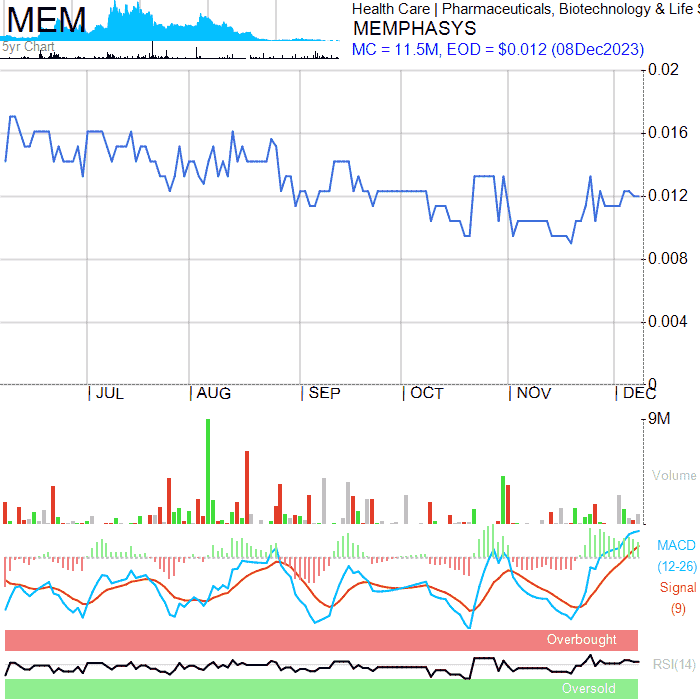 MEM
5yr Chart
Health Care | Pharmaceuticals, Biotechnology & Life S
MEMPHASYS
MC = 11.5M, EOD = $0.012 (08Dec2023)
0.02
0.016
0.012
0.008
0.004
0
JUL AUG SEP OCT NOV DEC
9M
Volume
MACD
(12-26)
Signal
(9)
Overbought
RSI(14)
Oversold